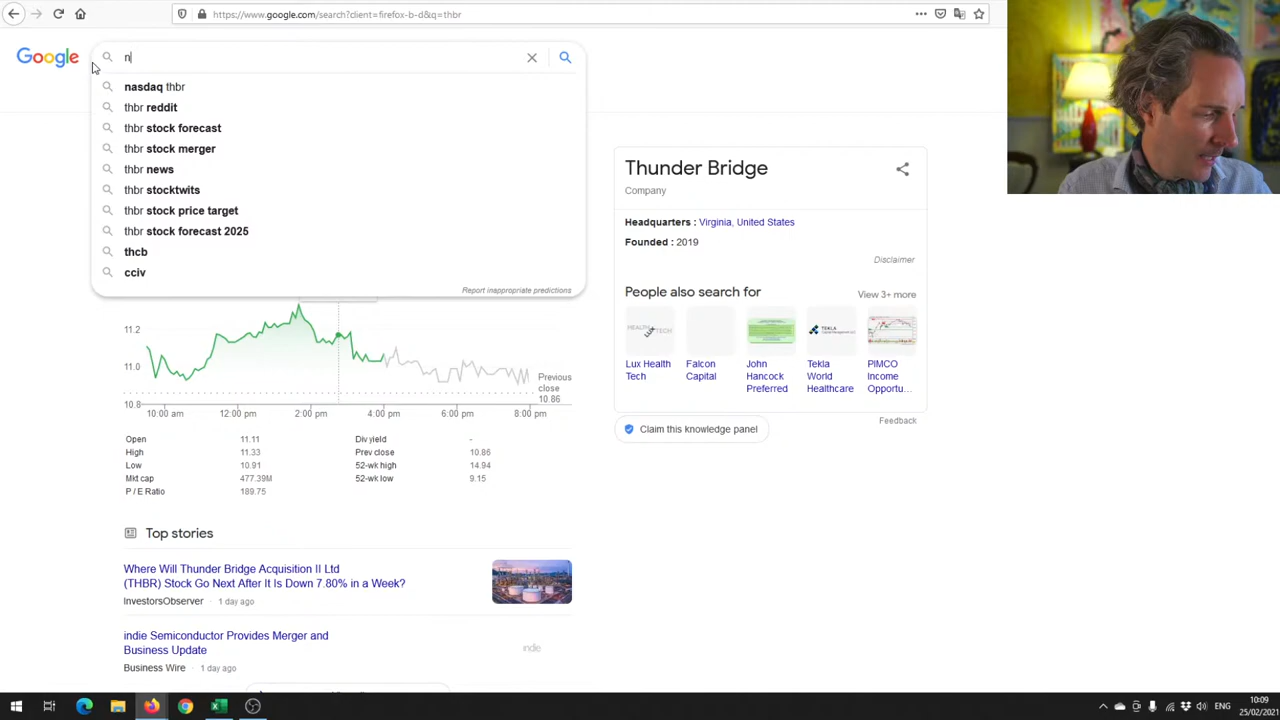 https://www.google.com/search?client=firefox-b-d&q=thbr
Google
n
nasdaq thbr
thbr reddit
thbr stock forecast
thbr stock merger
thbr news
thbr stocktwits
thbr stock price target
thbr stock forecast 2025
thcb
cciv
Report inappropriate predictions
11.2
11.0
10.8
Previous
close
10.86
10:00 am 12:00 pm 2:00 pm 4:00 pm 6:00 pm 8:00 pm
Open 11.11 Div yield -
High 11.33 Prev close 10.86
Low 10.91 52-wk high 14.94
Mkt cap 477.39M 52-wk low 9.15
P / E Ratio 189.75
Top stories
Where Will Thunder Bridge Acquisition II Ltd
(THBR) Stock Go Next After It Is Down 7.80% in a Week?
InvestorsObserver · 1 day ago
indie Semiconductor Provides Merger and
Business Update
indie
Business Wire · 1 day ago
Thunder Bridge
Company
Headquarters : Virginia, United States
Founded : 2019
Disclaimer
People also search for
View 3+ more
HEALTH TECH
TEKLA
Lux Health
Tech
Falcon
Capital
John
Hancock
Preferred
Tekla
World
Healthcare
PIMCO
Income
Opportu...
Feedback
Claim this knowledge panel
ENG
10:09
25/02/2021